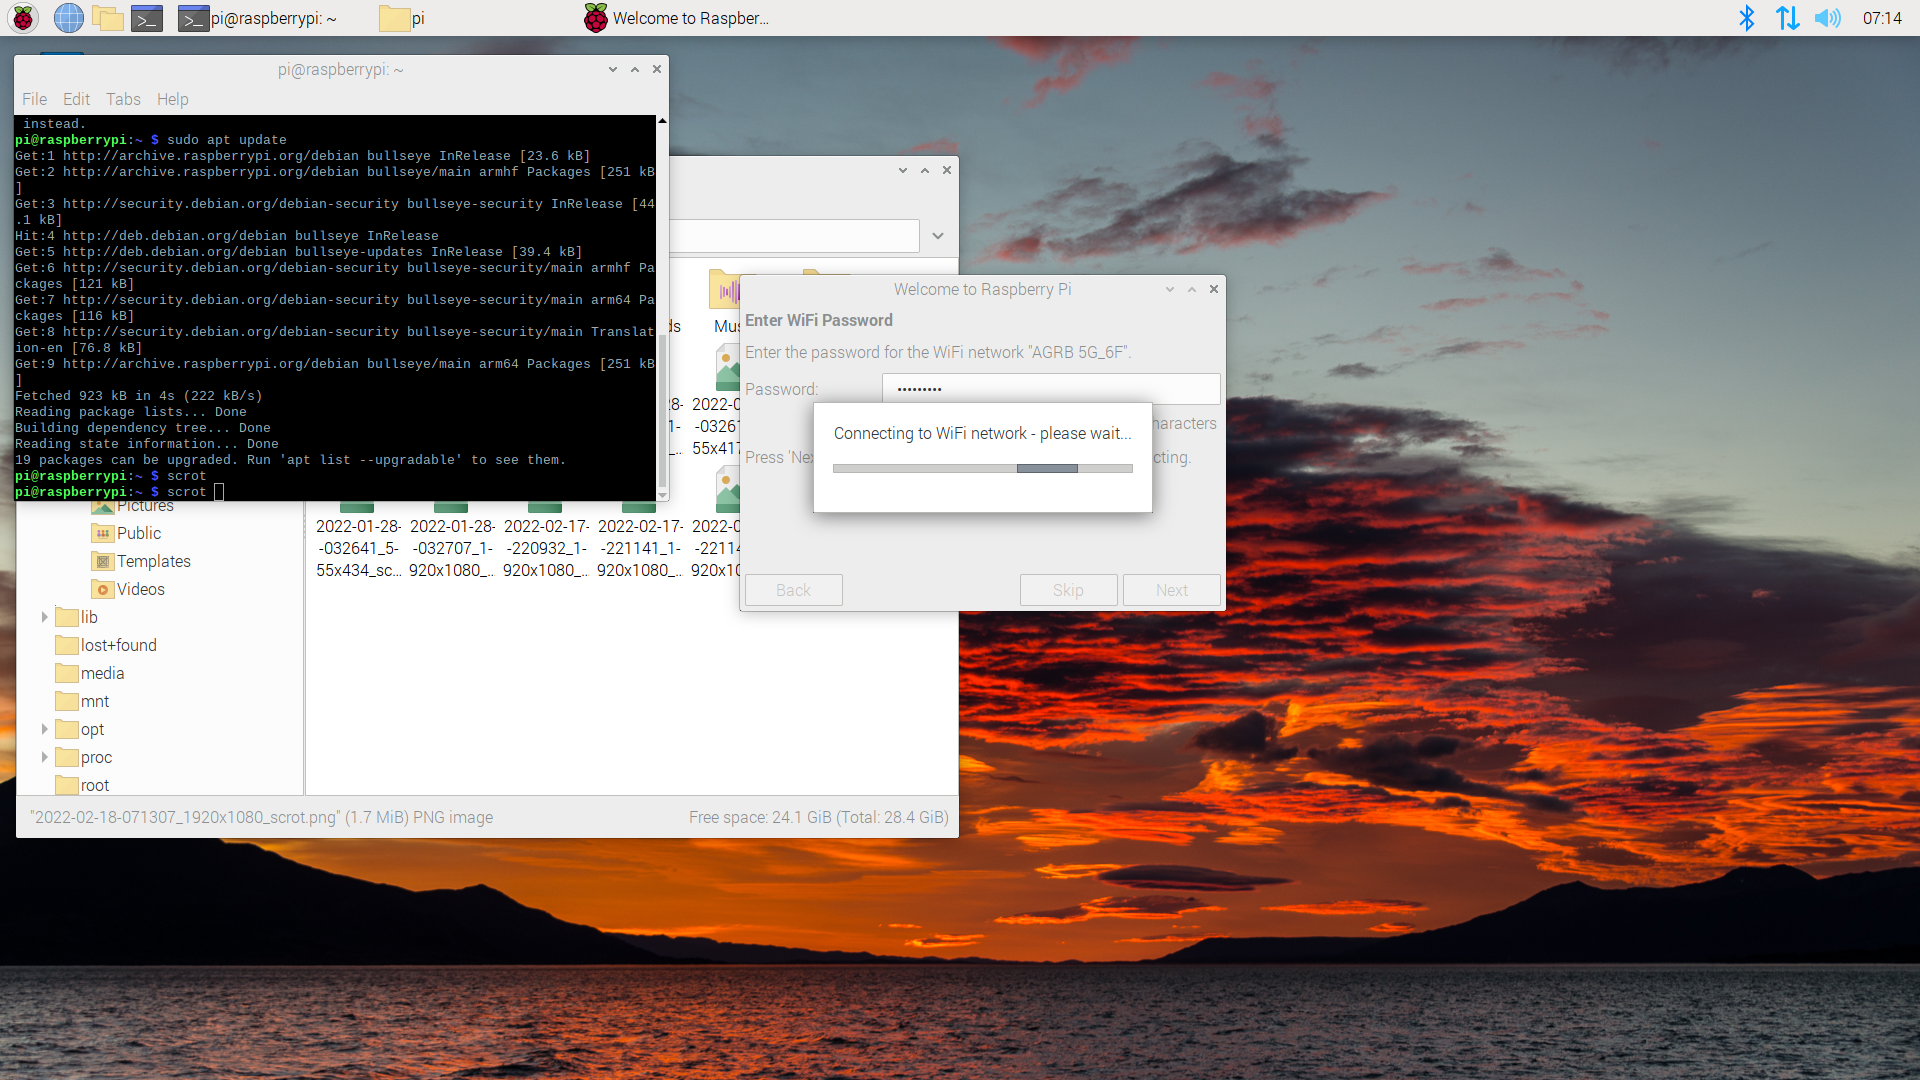 pi@raspberrypi: ~
pi
Welcome to Raspber...
07:14
pi@raspberrypi: ~
File Edit Tabs Help
instead.
pi@raspberrypi:~ $ sudo apt update
Get:1 http://archive.raspberrypi.org/debian bullseye InRelease [23.6 kB]
Get:2 http://archive.raspberrypi.org/debian bullseye/main armhf Packages [251 kB
]
Get:3 http://security.debian.org/debian-security bullseye-security InRelease [44
.1 kB]
Hit:4 http://deb.debian.org/debian bullseye InRelease
Get:5 http://deb.debian.org/debian bullseye-updates InRelease [39.4 kB]
Get:6 http://security.debian.org/debian-security bullseye-security/main armhf Pa
ckages [121 kB]
Get:7 http://security.debian.org/debian-security bullseye-security/main arm64 Pa
ckages [116 kB]
Get:8 http://security.debian.org/debian-security bullseye-security/main Translat
ion-en [76.8 kB]
Get:9 http://archive.raspberrypi.org/debian bullseye/main arm64 Packages [251 kB
]
Fetched 923 kB in 4s (222 kB/s)
Reading package lists... Done
Building dependency tree... Done
Reading state information... Done
19 packages can be upgraded. Run 'apt list --upgradable' to see them.
pi@raspberrypi:~ $ scrot
pi@raspberrypi:~ $ scrot
Pictures
Public
Templates
Videos
lib
lost+found
media
mnt
opt
proc
root
ds
Mus
28- 2022-0
1- -0326
_... 55x417
2022-01-28- 2022-01-28- 2022-02-17- 2022-02-17- 2022-0
-032641_5- -032707_1- -220932_1- -221141_1- -2214
55x434_sc... 920x1080_... 920x1080_... 920x1080_... 920x10
"2022-02-18-071307_1920x1080_scrot.png" (1.7 MiB) PNG image
Free space: 24.1 GiB (Total: 28.4 GiB)
Welcome to Raspberry Pi
Enter WiFi Password
Enter the password for the WiFi network "AGRB 5G_6F".
Password: •••••••••
haracters
Press 'Nex
cting.
Connecting to WiFi network - please wait...
Back
Skip
Next